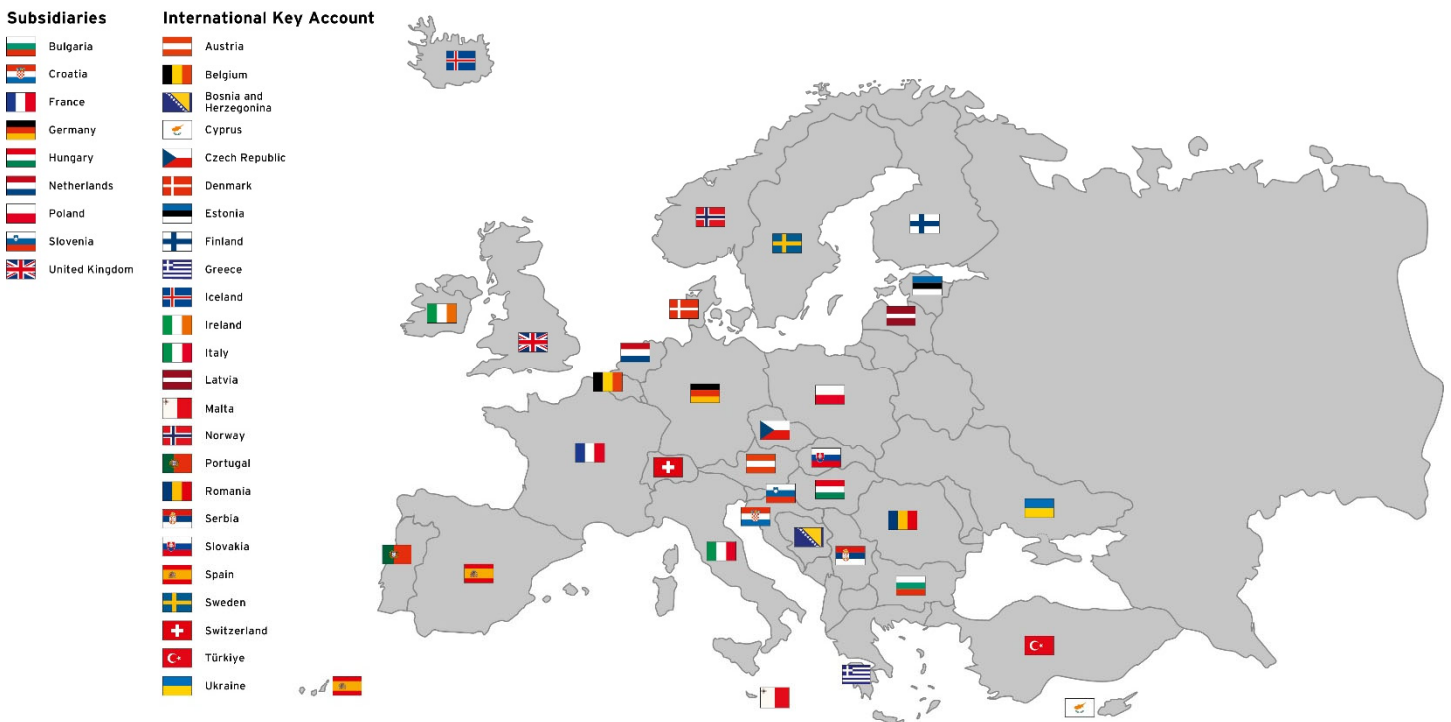 Subsidiaries
Bulgaria
Croatia
France
Germany
Hungary
Netherlands
Poland
Slovenia
United Kingdom
International Key Account
Austria
Belgium
Bosnia and
Herzegonina
Cyprus
Czech Republic
Denmark
Estonia
Finland
Greece
Iceland
Ireland
Italy
Latvia
Malta
Norway
Portugal
Romania
Serbia
Slovakia
Spain
Sweden
Switzerland
Türkiye
Ukraine